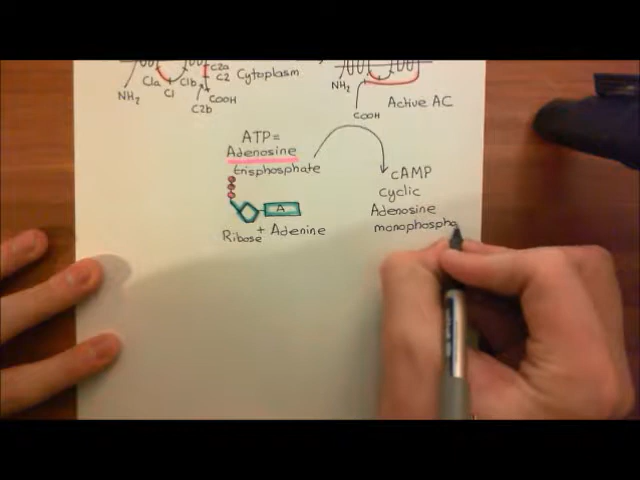 C1a
C1
C1b
C2a
C2
C2b
NH2
COOH
Cytoplasm
NH2
COOH
Active AC
ATP=
Adenosine
trisphosphate
A
Ribose + Adenine
cAMP
cyclic
Adenosine
monophospha